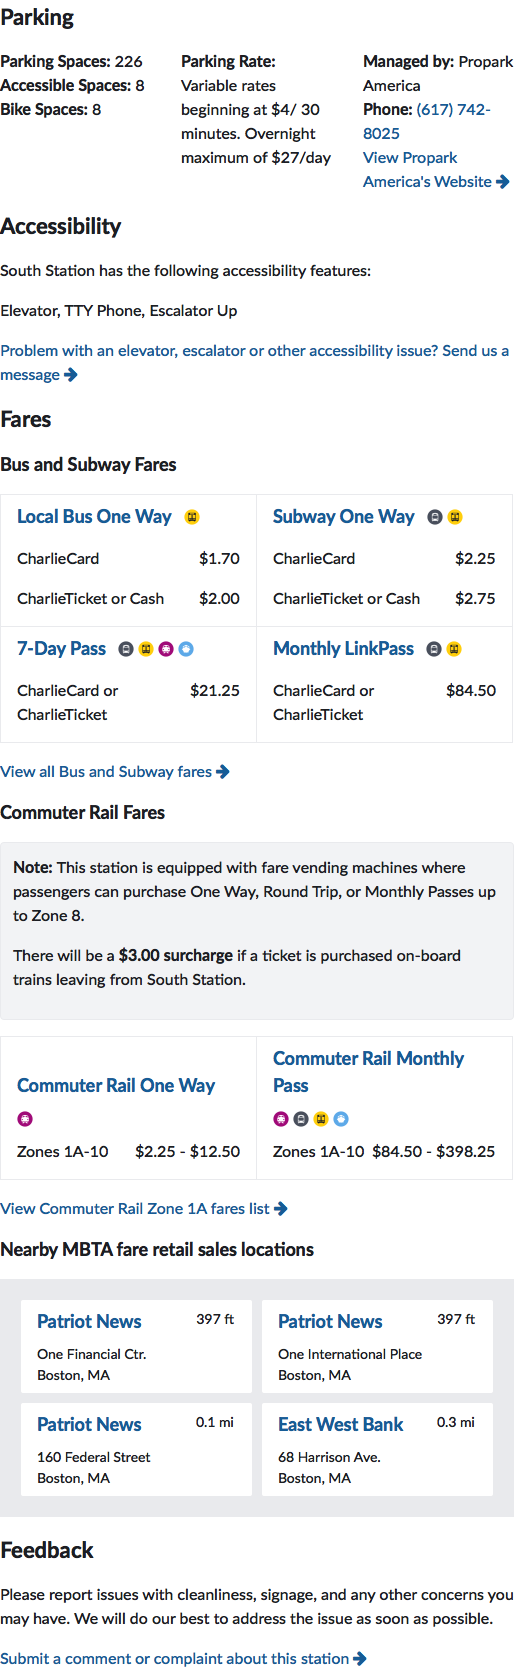 Parking
Parking Spaces: 226
Accessible Spaces: 8
Bike Spaces: 8
Parking Rate:
Variable rates
beginning at $4/ 30
minutes. Overnight
maximum of $27/day
Managed by: Propark
America
Phone: (617) 742-
8025
View Propark
America's Website
Accessibility
South Station has the following accessibility features:
Elevator, TTY Phone, Escalator Up
Problem with an elevator, escalator or other accessibility issue? Send us a
message
Fares
Bus and Subway Fares
Local Bus One Way
CharlieCard $1.70
CharlieTicket or Cash $2.00
Subway One Way
CharlieCard $2.25
CharlieTicket or Cash $2.75
7-Day Pass
CharlieCard or $21.25
CharlieTicket
Monthly LinkPass
CharlieCard or $84.50
CharlieTicket
View all Bus and Subway fares
Commuter Rail Fares
Note: This station is equipped with fare vending machines where
passengers can purchase One Way, Round Trip, or Monthly Passes up
to Zone 8.
There will be a $3.00 surcharge if a ticket is purchased on-board
trains leaving from South Station.
Commuter Rail One Way
Zones 1A-10 $2.25 - $12.50
Commuter Rail Monthly
Pass
Zones 1A-10 $84.50 - $398.25
View Commuter Rail Zone 1A fares list
Nearby MBTA fare retail sales locations
Patriot News 397 ft
One Financial Ctr.
Boston, MA
Patriot News 397 ft
One International Place
Boston, MA
Patriot News 0.1 mi
160 Federal Street
Boston, MA
East West Bank 0.3 mi
68 Harrison Ave.
Boston, MA
Feedback
Please report issues with cleanliness, signage, and any other concerns you
may have. We will do our best to address the issue as soon as possible.
Submit a comment or complaint about this station